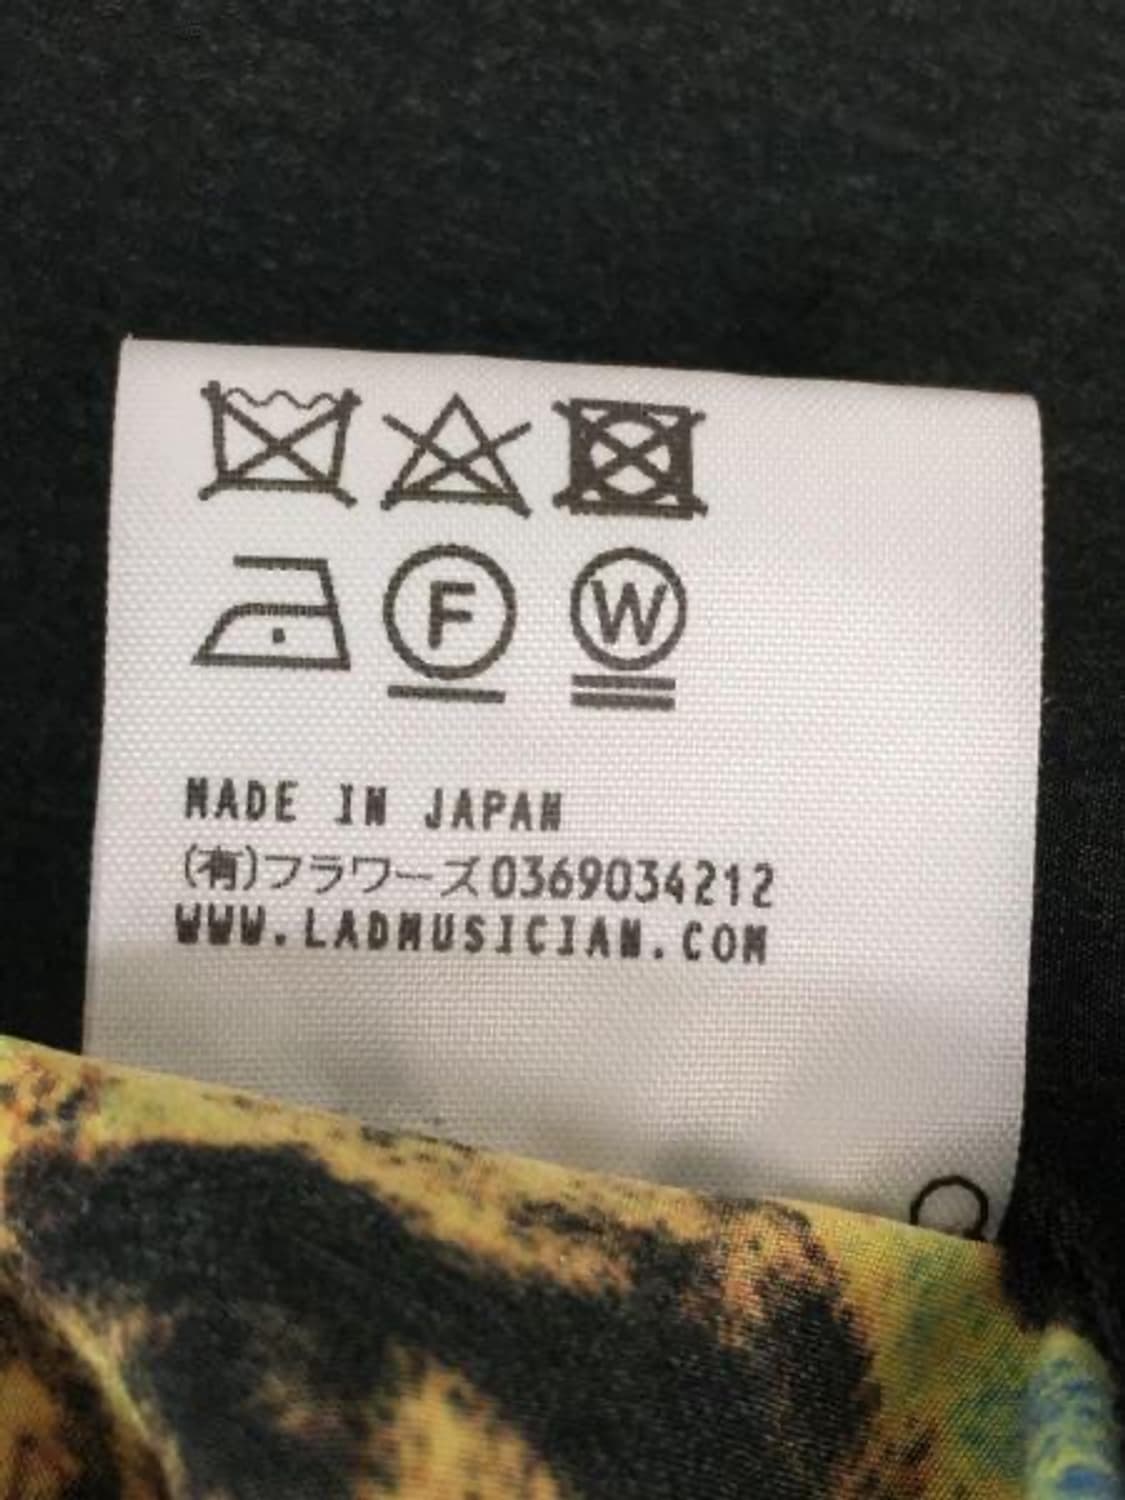 F W
MADE IN JAPAN
(有)フラワーズ0369034212
WWW.LADMUSICIAN.COM